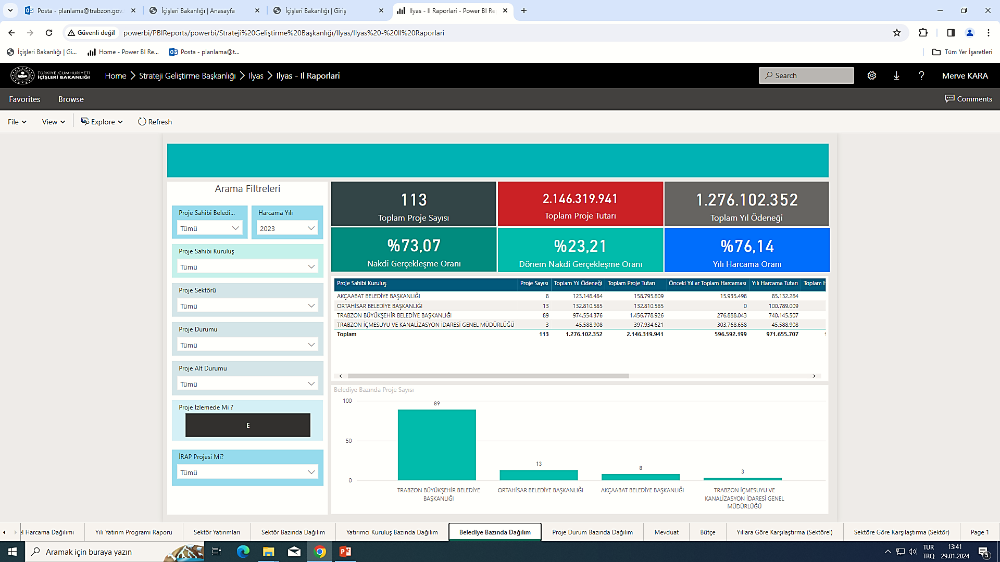 Posta - planlama@trabzon.gov.
İçişleri Bakanlığı | Anasayfa
İçişleri Bakanlığı | Giriş
Ilyas - Il Raporlari - Power BI Re
Güvenli değil
powerbi/PBIReports/powerbi/Strateji%20Geliştirme%20Başkanlığı/Ilyas/Ilyas%20-%20Il%20Raporlari
İçişleri Bakanlığı | Gi...
Home - Power BI Re...
Posta - planlama@t...
Tüm Yer İşaretleri
TÜRKİYE CUMHURİYETİ
İÇİŞLERİ BAKANLIĞI
Home > Strateji Geliştirme Başkanlığı > Ilyas > Ilyas - Il Raporlari
Search
?
Merve KARA
Favorites
Browse
Comments
File
View
Explore
Refresh
Arama Filtreleri
Proje Sahibi Beledi...
Tümü
Harcama Yılı
2023
Proje Sahibi Kuruluş
Tümü
Proje Sektörü
Tümü
Proje Durumu
Tümü
Proje Alt Durumu
Tümü
Proje İzlemede Mi ?
E
İRAP Projesi Mi?
Tümü
113
Toplam Proje Sayısı
2.146.319.941
Toplam Proje Tutarı
1.276.102.352
Toplam Yıl Ödeneği
%73,07
Nakdi Gerçekleşme Oranı
%23,21
Dönem Nakdi Gerçekleşme Oranı
%76,14
Yılı Harcama Oranı
Proje Sahibi Kuruluş Proje Sayısı Toplam Yıl Ödeneği Toplam Proje Tutarı Önceki Yıllar Toplam Harcaması Yılı Harcama Tutarı Toplam H
AKÇAABAT BELEDİYE BAŞKANLIĞI 8 123.148.484 158.795.809 15.935.498 85.132.284
ORTAHİSAR BELEDİYE BAŞKANLIĞI 13 132.810.585 132.810.585 0 100.789.009
TRABZON BÜYÜKŞEHİR BELEDİYE BAŞKANLIĞI 89 974.554.376 1.456.778.926 276.888.043 740.145.507
TRABZON İÇMESUYU VE KANALİZASYON İDARESİ GENEL MÜDÜRLÜĞÜ 3 45.588.908 397.934.621 303.768.658 45.588.908
Toplam 113 1.276.102.352 2.146.319.941 596.592.199 971.655.707 1
Belediye Bazında Proje Sayısı
100
50
0
89
13
8
3
TRABZON BÜYÜKŞEHİR BELEDİYE
BAŞKANLIĞI
ORTAHİSAR BELEDİYE BAŞKANLIĞI
AKÇAABAT BELEDİYE BAŞKANLIĞI
TRABZON İÇMESUYU VE
KANALİZASYON İDARESİ GENEL
MÜDÜRLÜĞÜ
el Harcama Dağılımı
Yılı Yatırım Programı Raporu
Sektör Yatırımları
Sektör Bazında Dağılım
Yatırımcı Kuruluş Bazında Dağılım
Belediye Bazında Dağılım
Proje Durum Bazında Dağılım
Mevduat
Bütçe
Yıllara Göre Karşılaştırma (Sektörel)
Sektöre Göre Karşılaştırma (Sektör)
Page 1
Aramak için buraya yazın
TUR
TRQ
13:41
29.01.2024
5